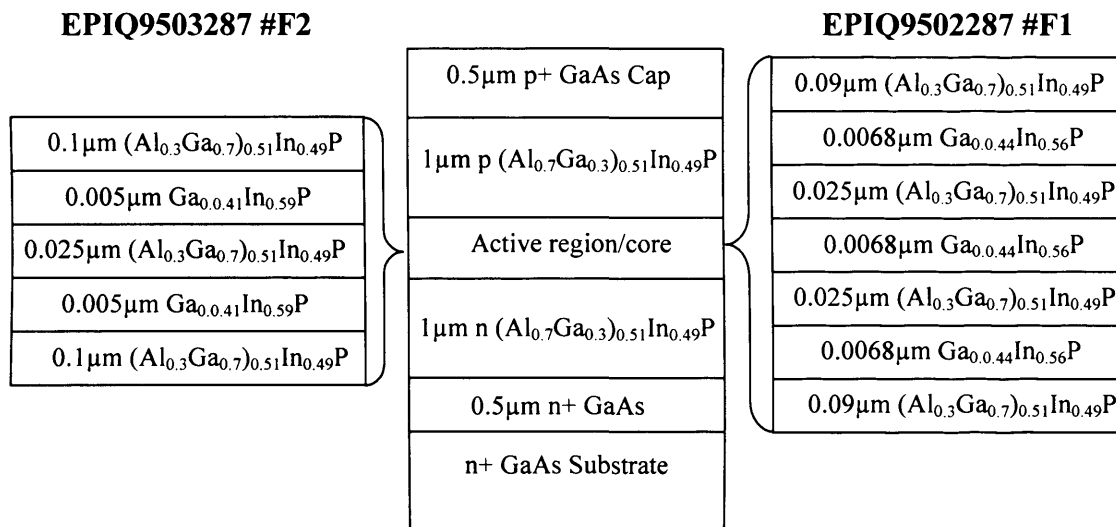 EPIQ9503287 #F2
0.1µm (Al0.3Ga0.7)0.51In0.49P
0.005µm Ga0.0.41In0.59P
0.025µm (Al0.3Ga0.7)0.51In0.49P
0.005µm Ga0.0.41In0.59P
0.1µm (Al0.3Ga0.7)0.51In0.49P
0.5µm p+ GaAs Cap
1µm p (Al0.7Ga0.3)0.51In0.49P
Active region/core
1µm n (Al0.7Ga0.3)0.51In0.49P
0.5µm n+ GaAs
n+ GaAs Substrate
EPIQ9502287 #F1
0.09µm (Al0.3Ga0.7)0.51In0.49P
0.0068µm Ga0.0.44In0.56P
0.025µm (Al0.3Ga0.7)0.51In0.49P
0.0068µm Ga0.0.44In0.56P
0.025µm (Al0.3Ga0.7)0.51In0.49P
0.0068µm Ga0.0.44In0.56P
0.09µm (Al0.3Ga0.7)0.51In0.49P